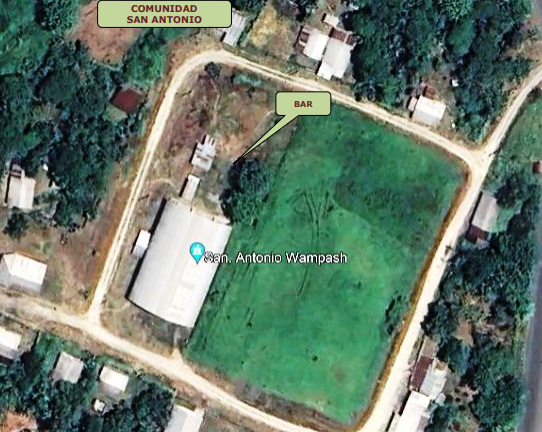 COMUNIDAD
SAN ANTONIO
BAR
San. Antonio Wampash